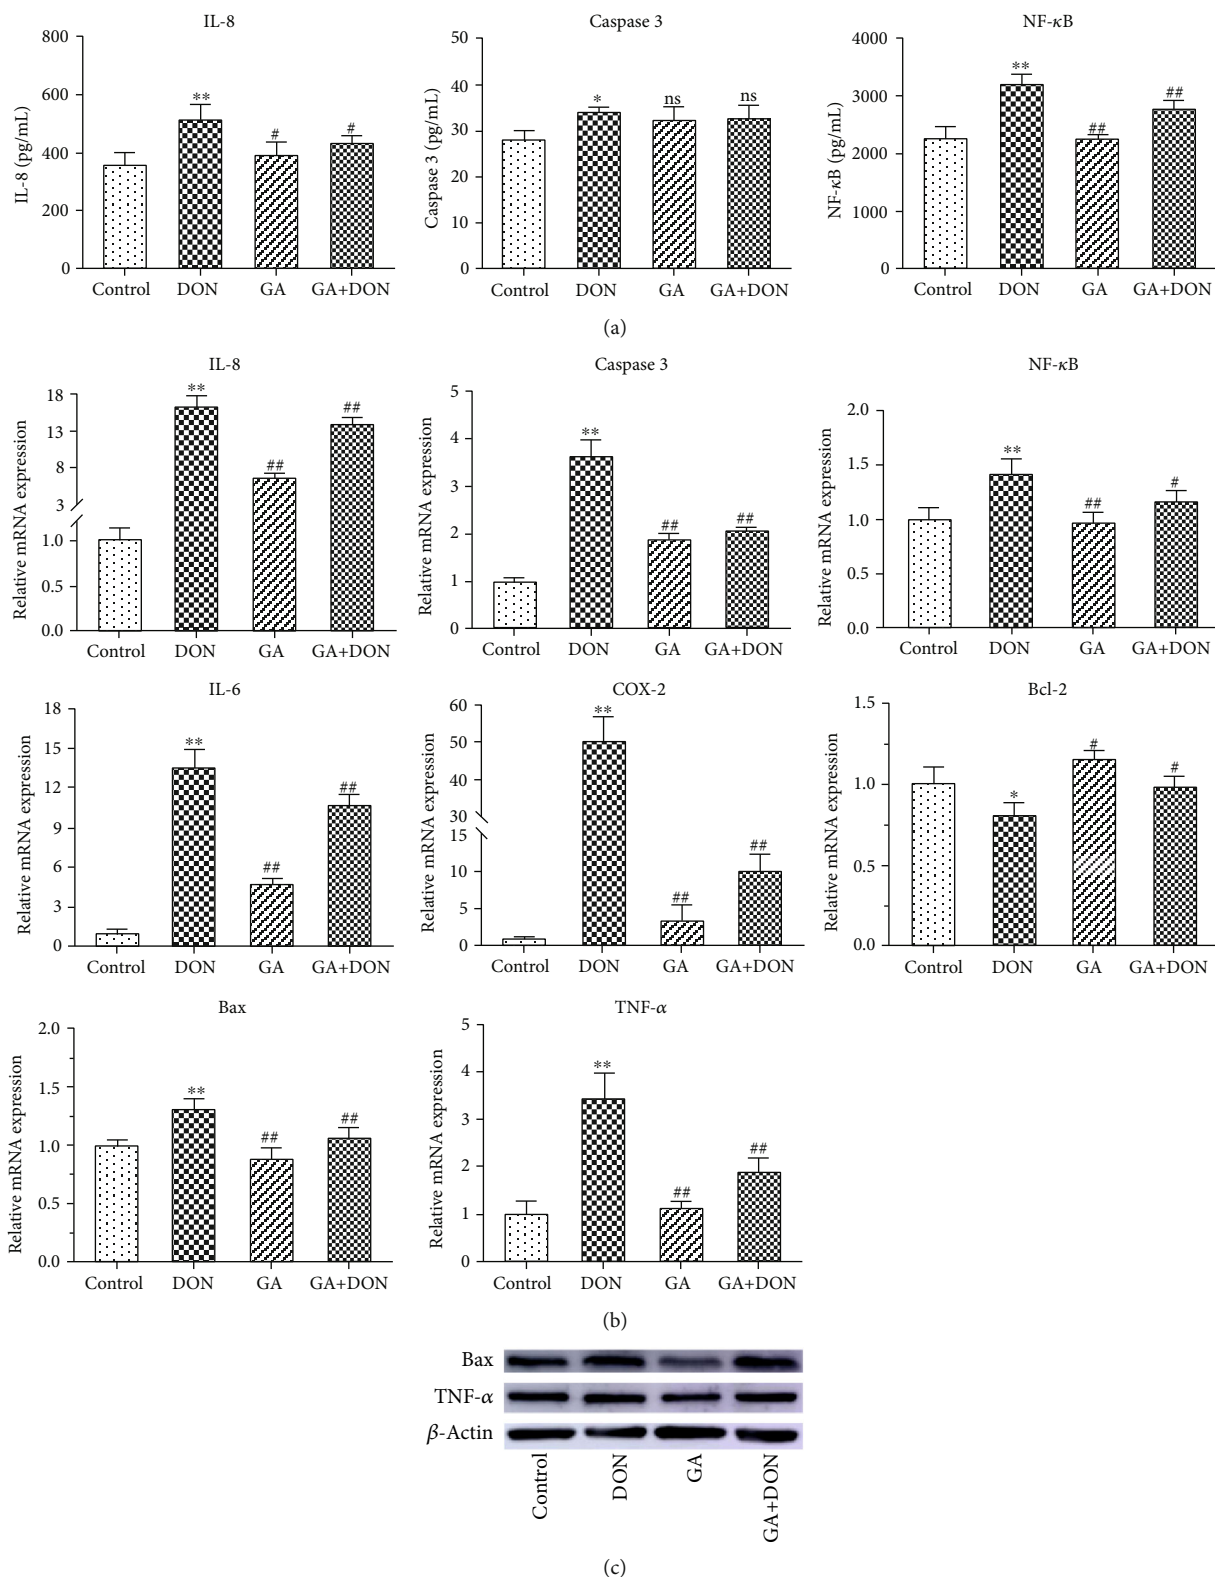 IL-8
Caspase 3
NF-κB
IL-8 (pg/mL)
800
600
400
200
0
**
#
#
Control
DON
GA
GA+DON
Caspase 3 (pg/mL)
50
40
30
20
10
0
*
ns
ns
Control
DON
GA
GA+DON
NF-κB (pg/mL)
4000
3000
2000
1000
0
**
##
##
Control
DON
GA
GA+DON
(a)
IL-8
Relative mRNA expression
18
13
8
3
1.0
0.5
0.0
**
##
##
Control
DON
GA
GA+DON
Caspase 3
Relative mRNA expression
5
4
3
2
1
0
**
##
##
Control
DON
GA
GA+DON
NF-κB
Relative mRNA expression
2.0
1.5
1.0
0.5
0.0
**
##
#
Control
DON
GA
GA+DON
IL-6
Relative mRNA expression
18
15
12
9
6
3
0
**
##
##
Control
DON
GA
GA+DON
COX-2
Relative mRNA expression
60
50
40
30
15
10
5
0
**
##
##
Control
DON
GA
GA+DON
Bcl-2
Relative mRNA expression
1.5
1.0
0.5
0.0
*
#
#
Control
DON
GA
GA+DON
Bax
Relative mRNA expression
2.0
1.5
1.0
0.5
0.0
**
##
##
Control
DON
GA
GA+DON
TNF-α
Relative mRNA expression
5
4
3
2
1
0
**
##
##
Control
DON
GA
GA+DON
(b)
Bax
TNF-α
β-Actin
Control
DON
GA
GA+DON
(c)